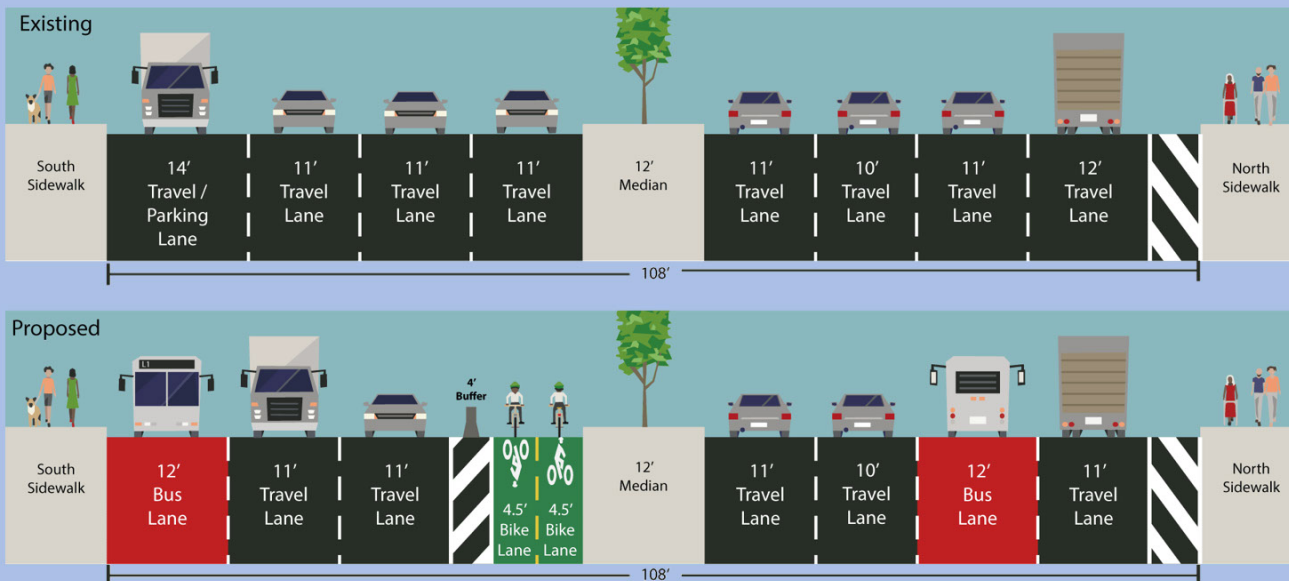 Existing
South
Sidewalk
14’
Travel /
Parking
Lane
11’
Travel
Lane
11’
Travel
Lane
11’
Travel
Lane
12’
Median
11’
Travel
Lane
10’
Travel
Lane
11’
Travel
Lane
12’
Travel
Lane
North
Sidewalk
108’
Proposed
South
Sidewalk
L1
12’
Bus
Lane
11’
Travel
Lane
11’
Travel
Lane
4’
Buffer
4.5’
Bike
Lane
4.5’
Bike
Lane
12’
Median
11’
Travel
Lane
10’
Travel
Lane
12’
Bus
Lane
11’
Travel
Lane
North
Sidewalk
108’